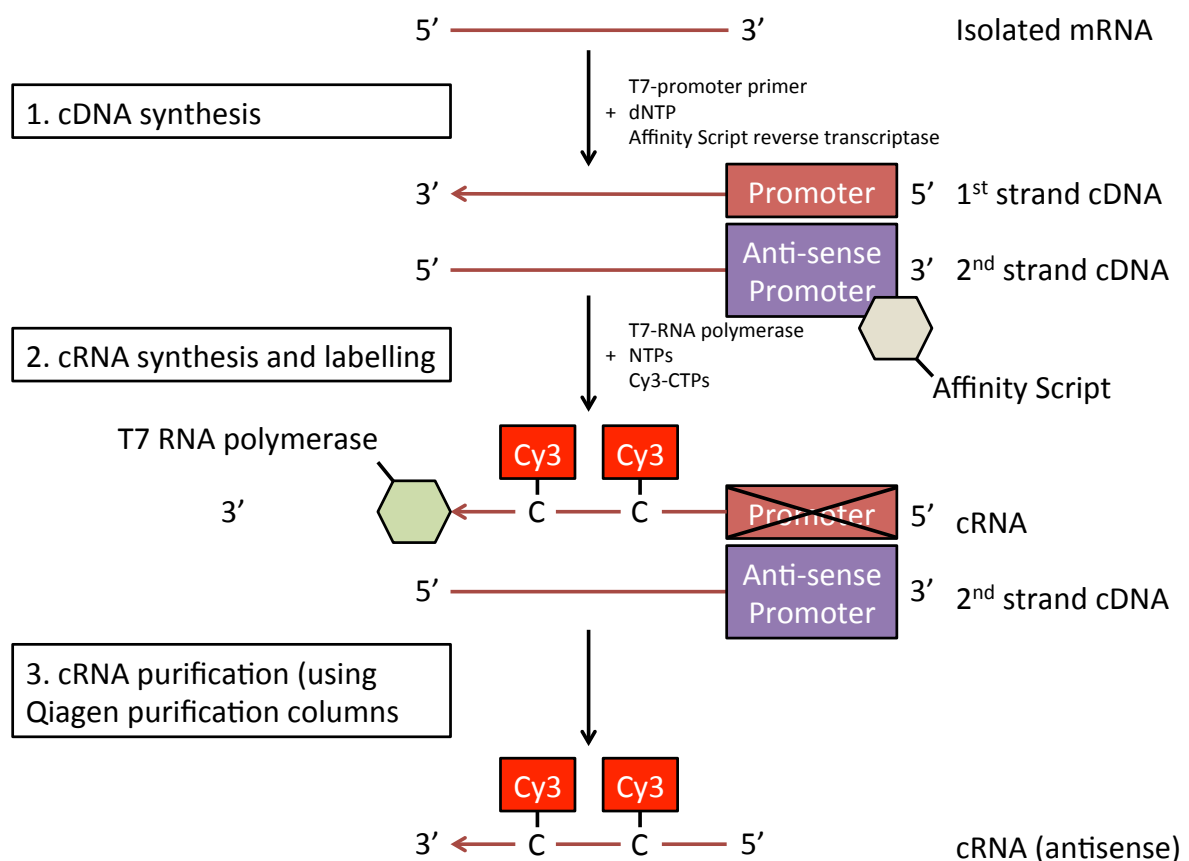 5’ 3’ Isolated mRNA
T7-promoter primer
+ dNTP
Affinity Script reverse transcriptase
1. cDNA synthesis
3’ Promoter 5’ 1st strand cDNA
5’ Anti-sense Promoter 3’ 2nd strand cDNA
T7-RNA polymerase
+ NTPs
Cy3-CTPs
2. cRNA synthesis and labelling
Affinity Script
T7 RNA polymerase
Cy3 Cy3
3’ C C Promoter 5’ cRNA
5’ Anti-sense Promoter 3’ 2nd strand cDNA
3. cRNA purification (using
Qiagen purification columns
Cy3 Cy3
3’ C C 5’ cRNA (antisense)